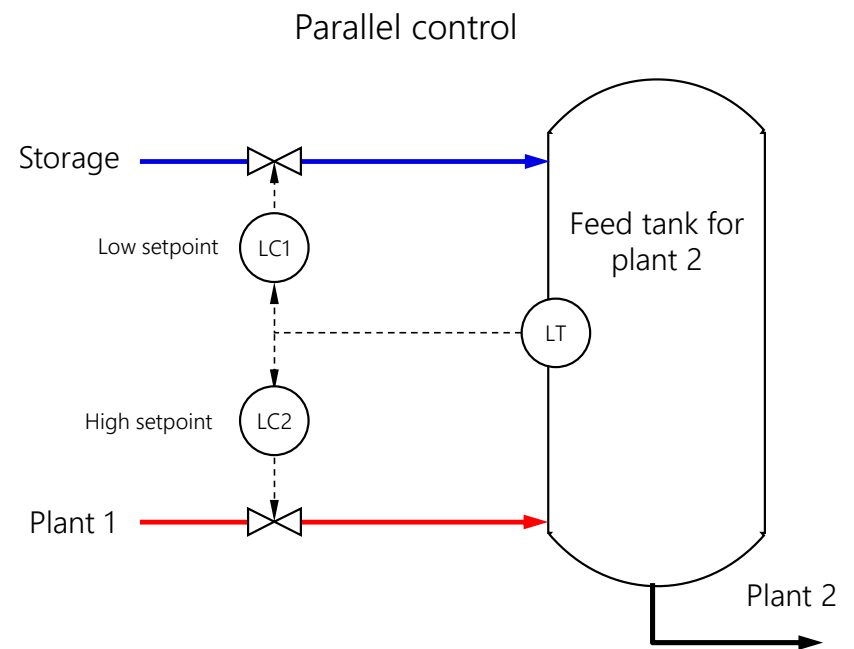 Parallel control
Storage
Low setpoint
LC1
Feed tank for
plant 2
LT
High setpoint
LC2
Plant 1
Plant 2